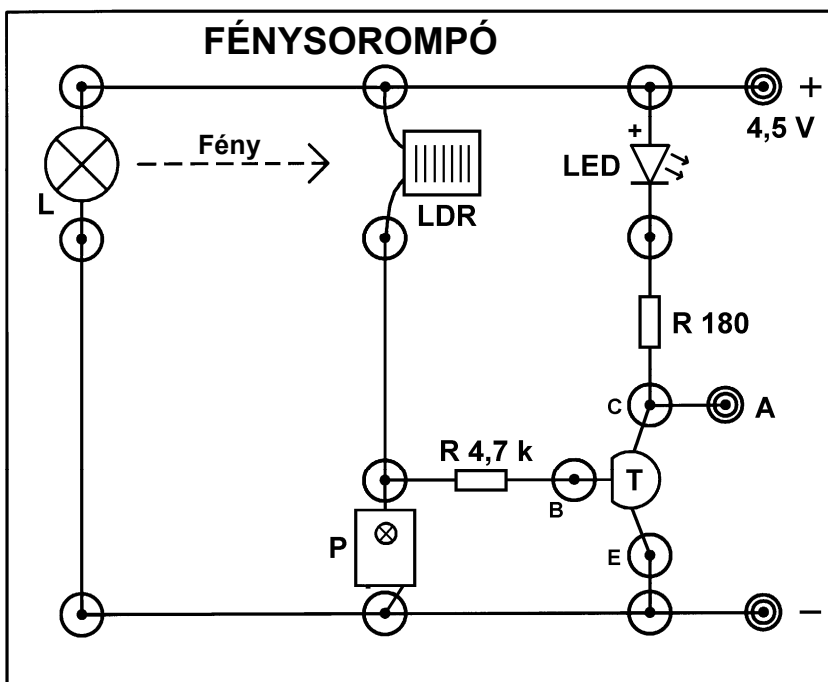 FÉNYSOROMPÓ
+
4,5 V
Fény
+
LED
L
LDR
R 180
C
A
R 4,7 k
T
B
P
E
−